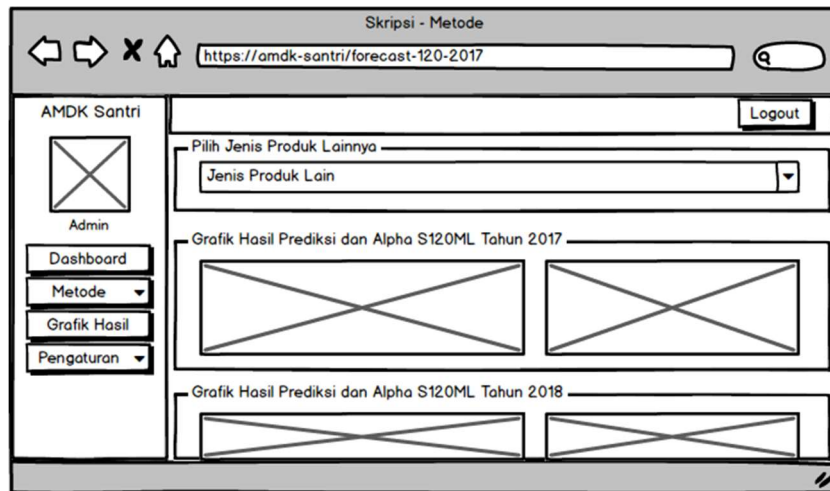 Skripsi - Metode
https://amdk-santri/forecast-120-2017
AMDK Santri
Admin
Dashboard
Metode
Grafik Hasil
Pengaturan
Logout
Pilih Jenis Produk Lainnya
Jenis Produk Lain
Grafik Hasil Prediksi dan Alpha S120ML Tahun 2017
Grafik Hasil Prediksi dan Alpha S120ML Tahun 2018